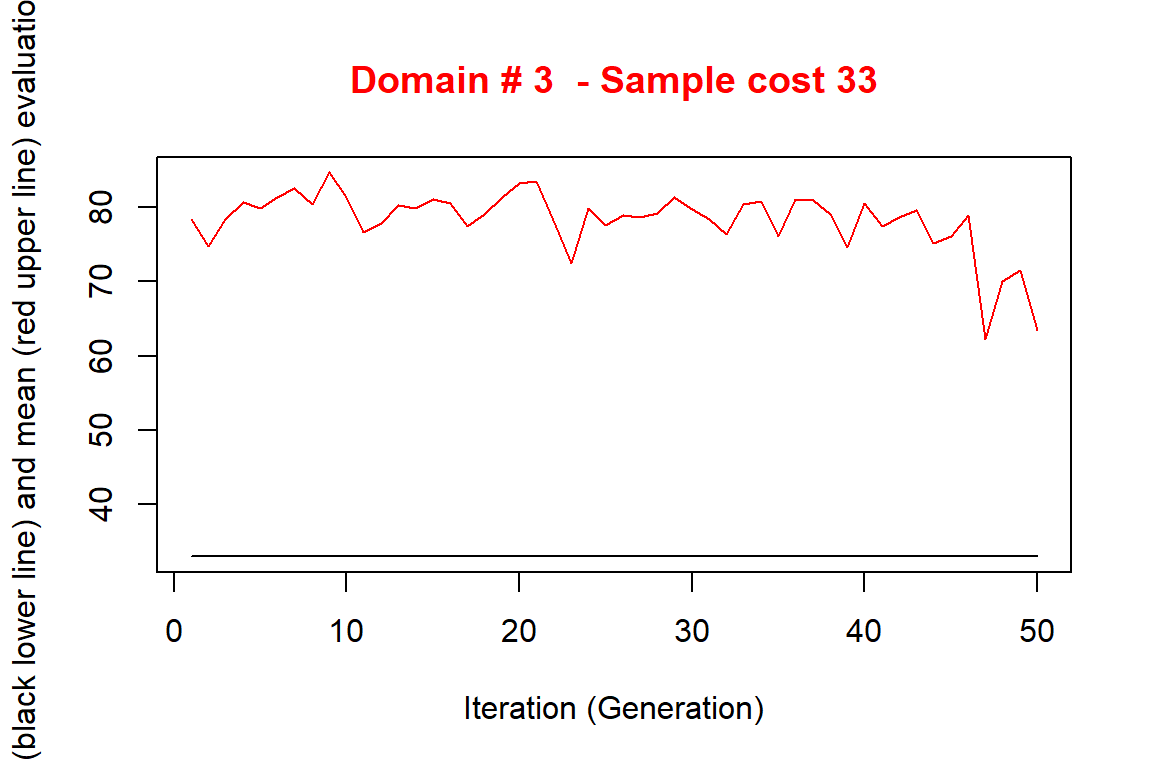 Domain # 3 - Sample cost 33
(black lower line) and mean (red upper line)
80
70
60
50
40
0 10 20 30 40 50
Iteration (Generation)